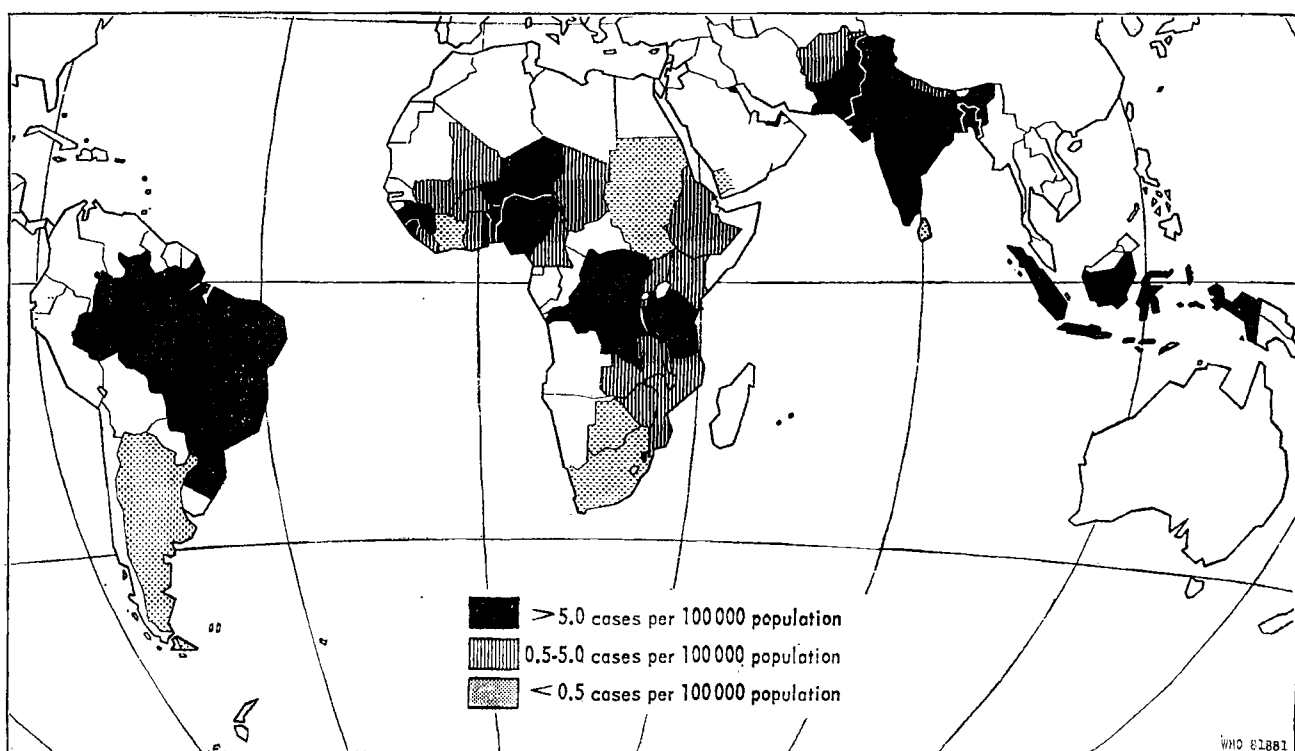 >5.0 cases per 100 000 population
0.5-5.0 cases per 100 000 population
<0.5 cases per 100 000 population
WHO 81881